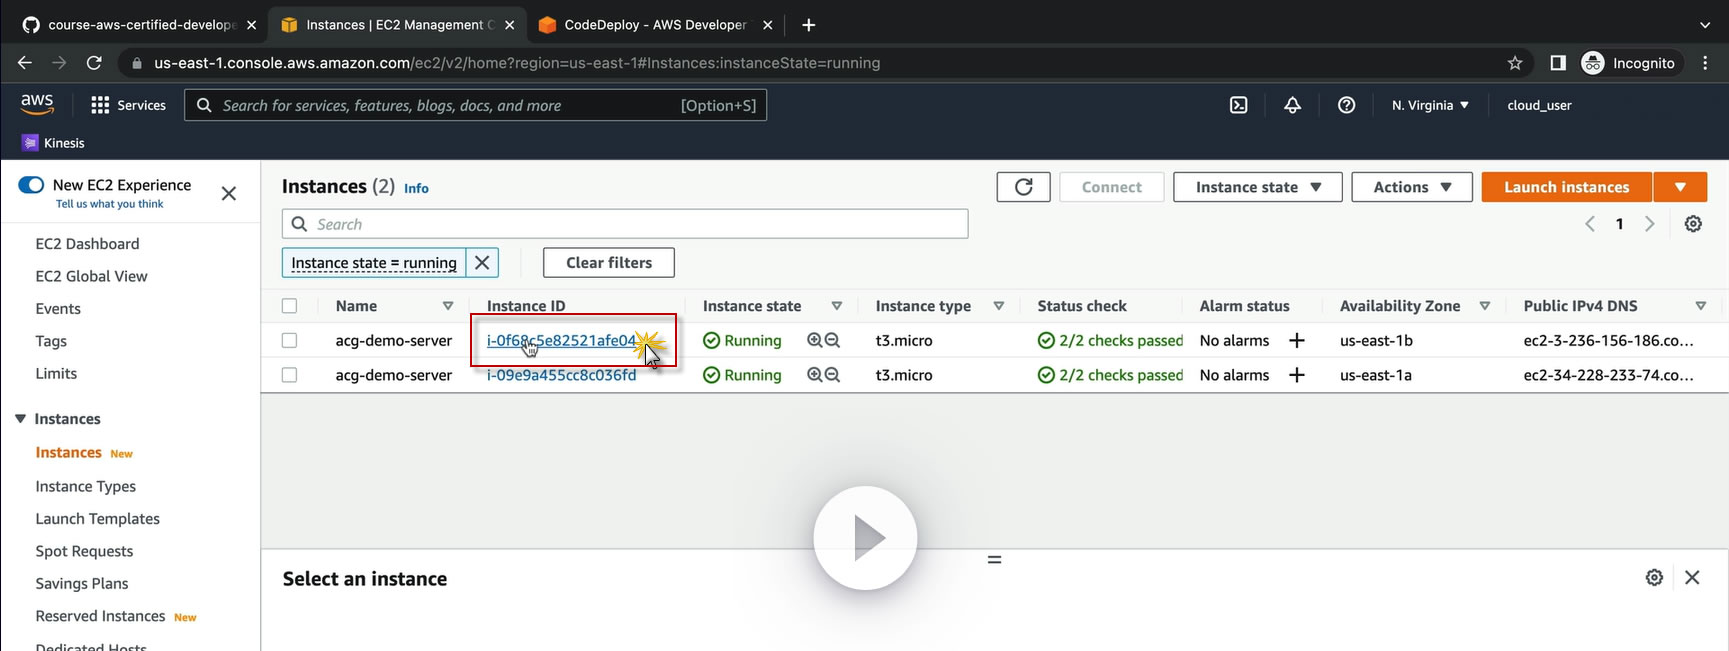 course-aws-certified-develope
Instances | EC2 Management C
CodeDeploy - AWS Developer
us-east-1.console.aws.amazon.com/ec2/v2/home?region=us-east-1#Instances:instanceState=running
Incognito
aws
Services
Search for services, features, blogs, docs, and more
[Option+S]
N. Virginia
cloud_user
Kinesis
New EC2 Experience
Tell us what you think
EC2 Dashboard
EC2 Global View
Events
Tags
Limits
Instances
Instances New
Instance Types
Launch Templates
Spot Requests
Savings Plans
Reserved Instances New
Dedicated Hosts
Instances (2) Info
Connect
Instance state
Actions
Launch instances
Search
1
Instance state = running
Clear filters
Name Instance ID Instance state Instance type Status check Alarm status Availability Zone Public IPv4 DNS
acg-demo-server Running t3.micro 2/2 checks passed No alarms us-east-1b ec2-3-236-156-186.co...
acg-demo-server i-09e9a455cc8c036fd Running t3.micro 2/2 checks passed No alarms us-east-1a ec2-34-228-233-74.co...
Select an instance